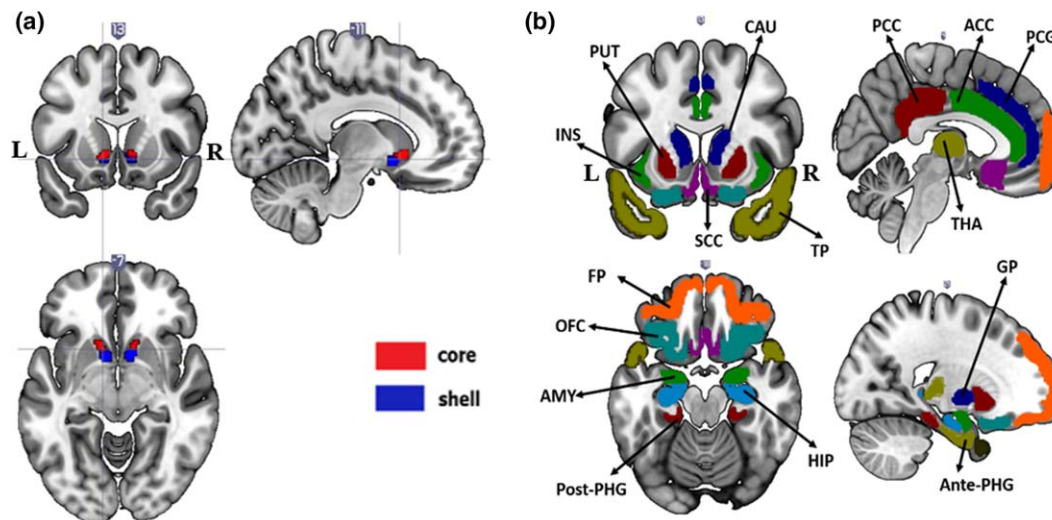 (a)
13
-11
L
R
-7
core
shell
(b)
PUT
CAU
INS
L
R
SCC
TP
PCC
ACC
PCG
THA
FP
OFC
AMY
Post-PHG
HIP
GP
Ante-PHG